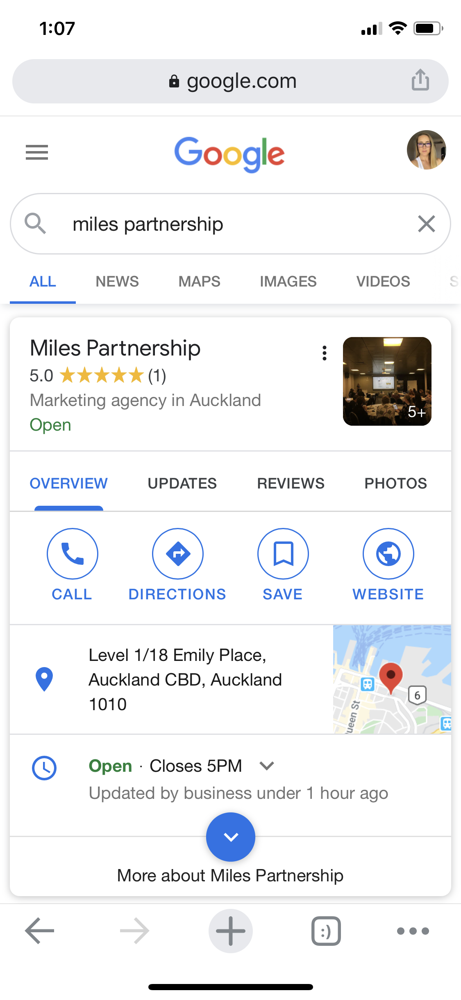 1:07
google.com
Google
miles partnership
ALL NEWS MAPS IMAGES VIDEOS S
Miles Partnership
5.0 ★★★★★ (1)
Marketing agency in Auckland
Open
5+
OVERVIEW UPDATES REVIEWS PHOTOS
CALL DIRECTIONS SAVE WEBSITE
Level 1/18 Emily Place,
Auckland CBD, Auckland
1010
6
ueen St
Open · Closes 5PM
Updated by business under 1 hour ago
More about Miles Partnership
:)